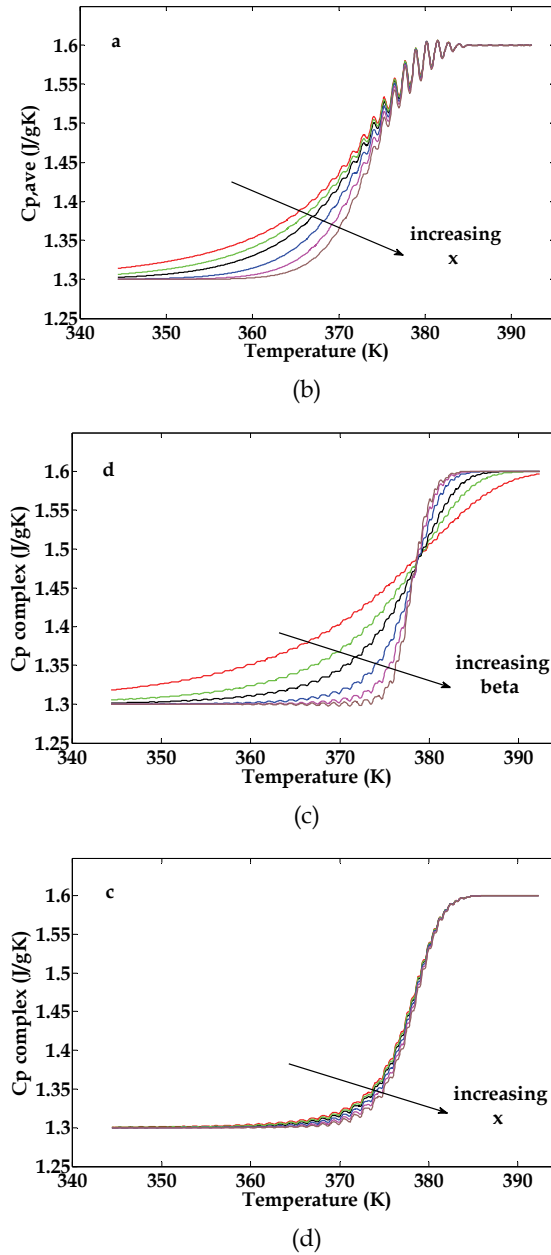 a
1.6
1.55
1.5
1.45
1.4
1.35
1.3
1.25
Cp,ave (J/gK)
increasing
x
340 350 360 370 380 390
Temperature (K)
(b)
d
1.6
1.55
1.5
1.45
1.4
1.35
1.3
1.25
Cp complex (J/gK)
increasing
beta
340 350 360 370 380 390
Temperature (K)
(c)
c
1.6
1.55
1.5
1.45
1.4
1.35
1.3
1.25
Cp complex (J/gK)
increasing
x
340 350 360 370 380 390
Temperature (K)
(d)